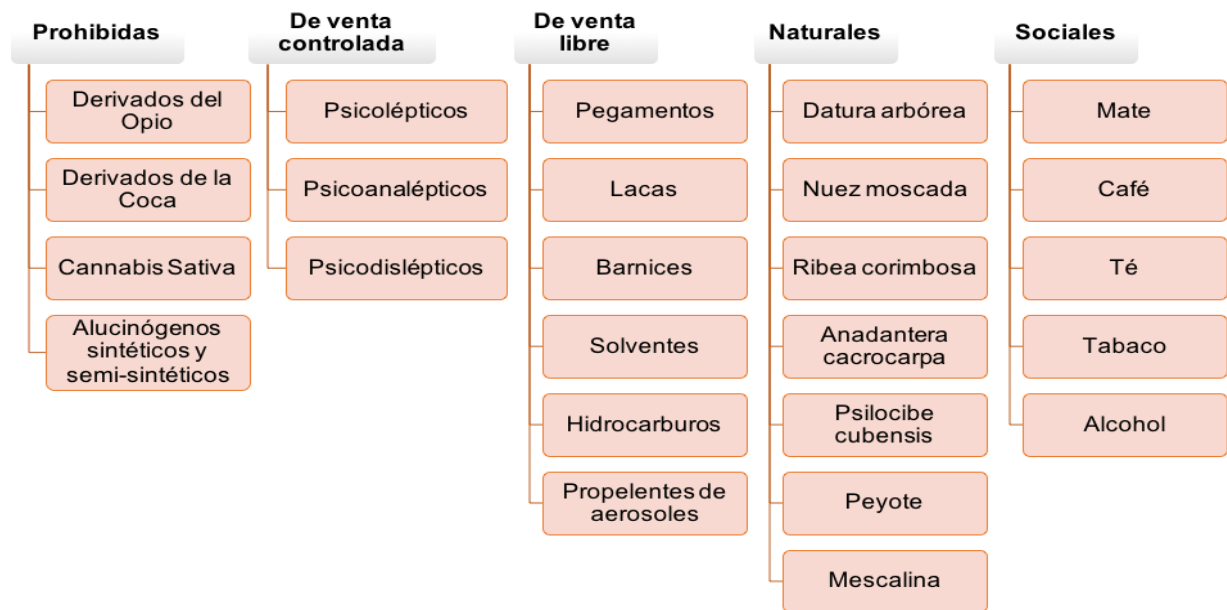 Prohibidas
Derivados del
Opio
Derivados de la
Coca
Cannabis Sativa
Alucinógenos
sintéticos y
semi-sintéticos
De venta
controlada
Psicolépticos
Psicoanalépticos
Psicodislépticos
De venta
libre
Pegamentos
Lacas
Barnices
Solventes
Hidrocarburos
Propelentes de
aerosoles
Naturales
Datura arbórea
Nuez moscada
Ribea corimbosa
Anadantera
cacrocarpa
Psilocibe
cubensis
Peyote
Mescalina
Sociales
Mate
Café
Té
Tabaco
Alcohol